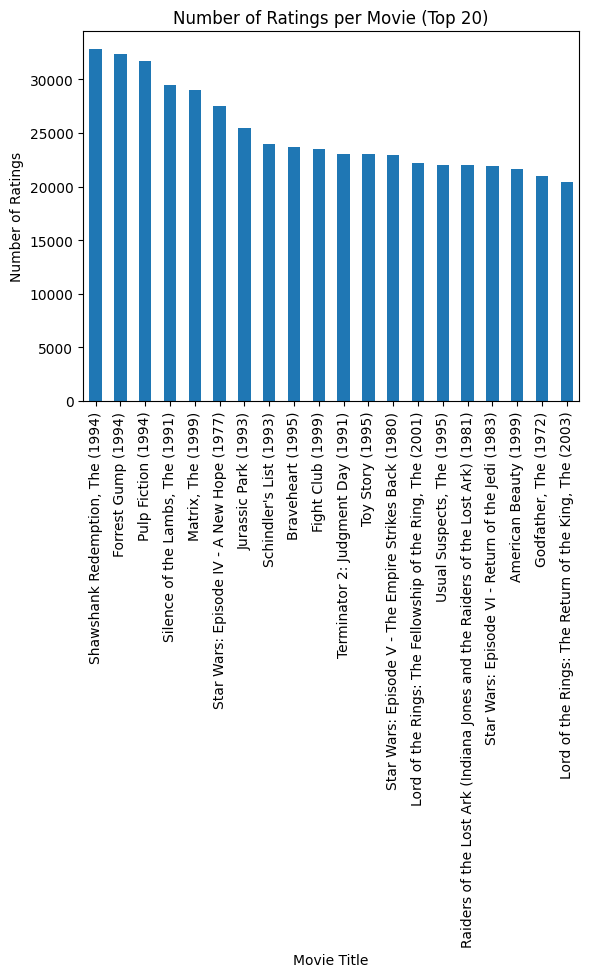 Number of Ratings per Movie (Top 20)
Number of Ratings
30000
25000
20000
15000
10000
5000
0
Shawshank Redemption, The (1994)
Forrest Gump (1994)
Pulp Fiction (1994)
Silence of the Lambs, The (1991)
Matrix, The (1999)
Star Wars: Episode IV - A New Hope (1977)
Jurassic Park (1993)
Schindler's List (1993)
Braveheart (1995)
Fight Club (1999)
Terminator 2: Judgment Day (1991)
Toy Story (1995)
Star Wars: Episode V - The Empire Strikes Back (1980)
Lord of the Rings: The Fellowship of the Ring, The (2001)
Usual Suspects, The (1995)
Raiders of the Lost Ark (Indiana Jones and the Raiders of the Lost Ark) (1981)
Star Wars: Episode VI - Return of the Jedi (1983)
American Beauty (1999)
Godfather, The (1972)
Lord of the Rings: The Return of the King, The (2003)
Movie Title